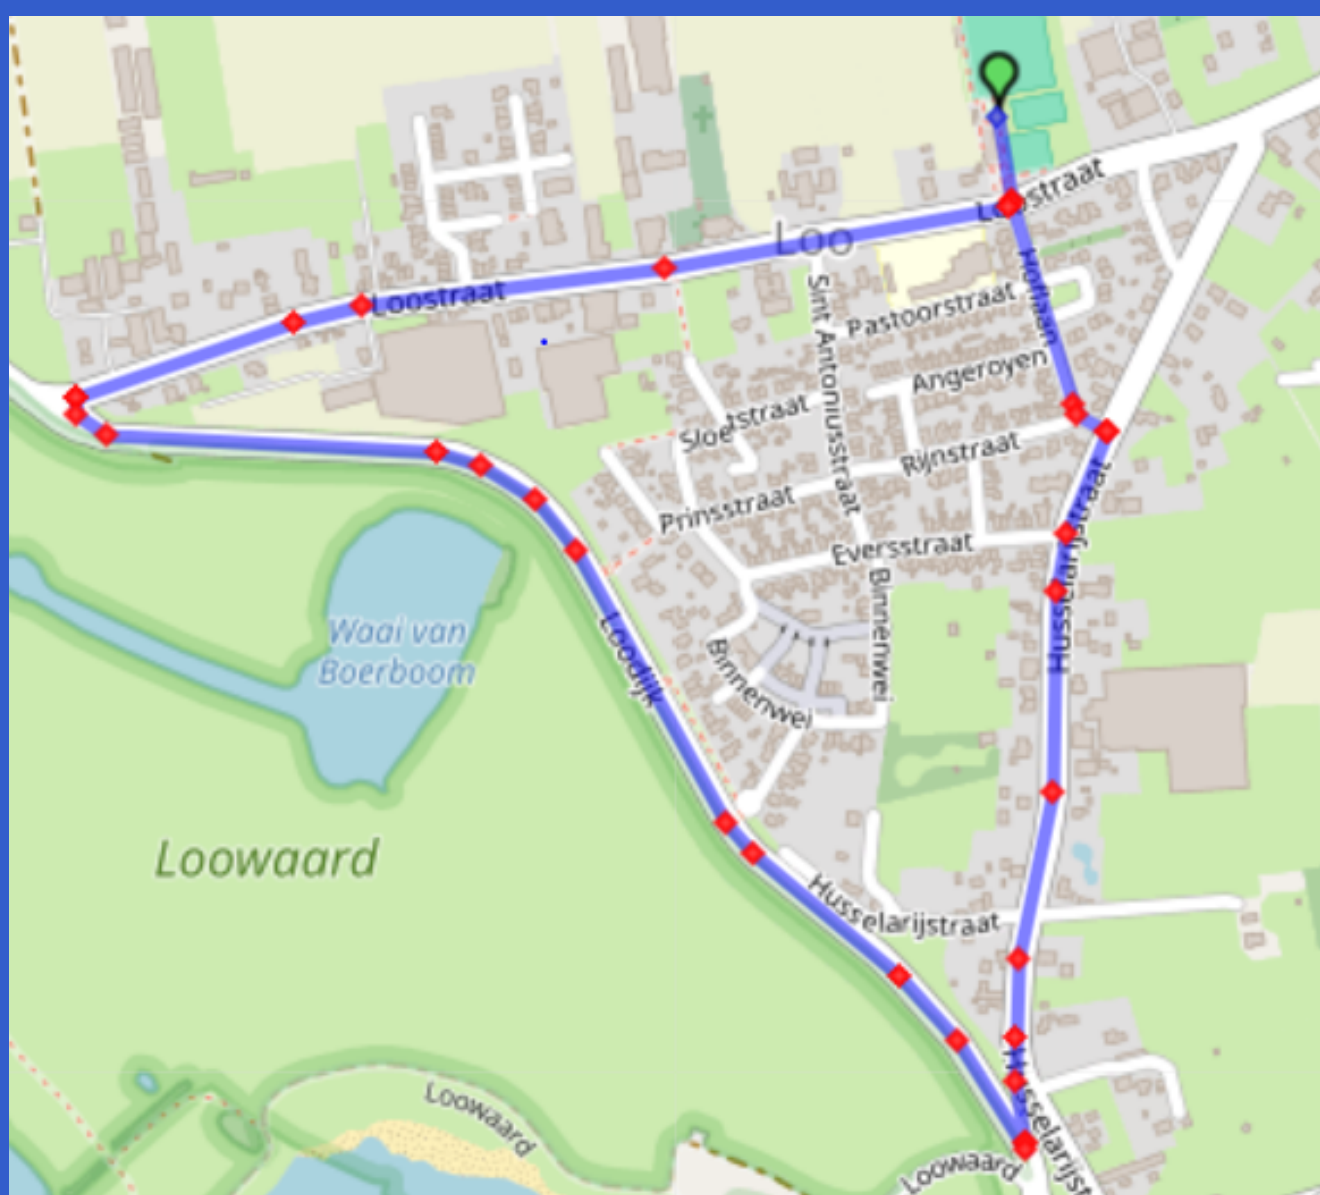 Loostraat
Loo
Hoflaan
Loostraat
Sint Antoniusstraat
Pastoorstraat
Angeroyen
Sloetstraat
Rijnstraat
Prinsstraat
Eversstraat
Husselarijstraat
Binnenwei
Waai van
Boerboom
Loodijk
Binnenwei
Loowaard
Husselarijstraat
Loowaard
Husselarijst
Loowaard